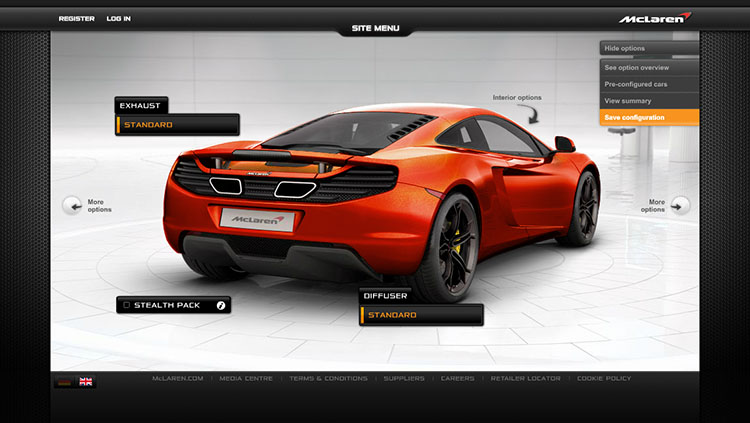 REGISTER LOG IN
SITE MENU
McLaren
Hide options
See option overview
Pre-configured cars
View summary
Save configuration
Interior options
EXHAUST
STANDARD
More
options
More
options
McLaren
STEALTH PACK i
DIFFUSER
STANDARD
McLAREN.COM | MEDIA CENTRE | TERMS & CONDITIONS | SUPPLIERS | CAREERS | RETAILER LOCATOR | COOKIE POLICY